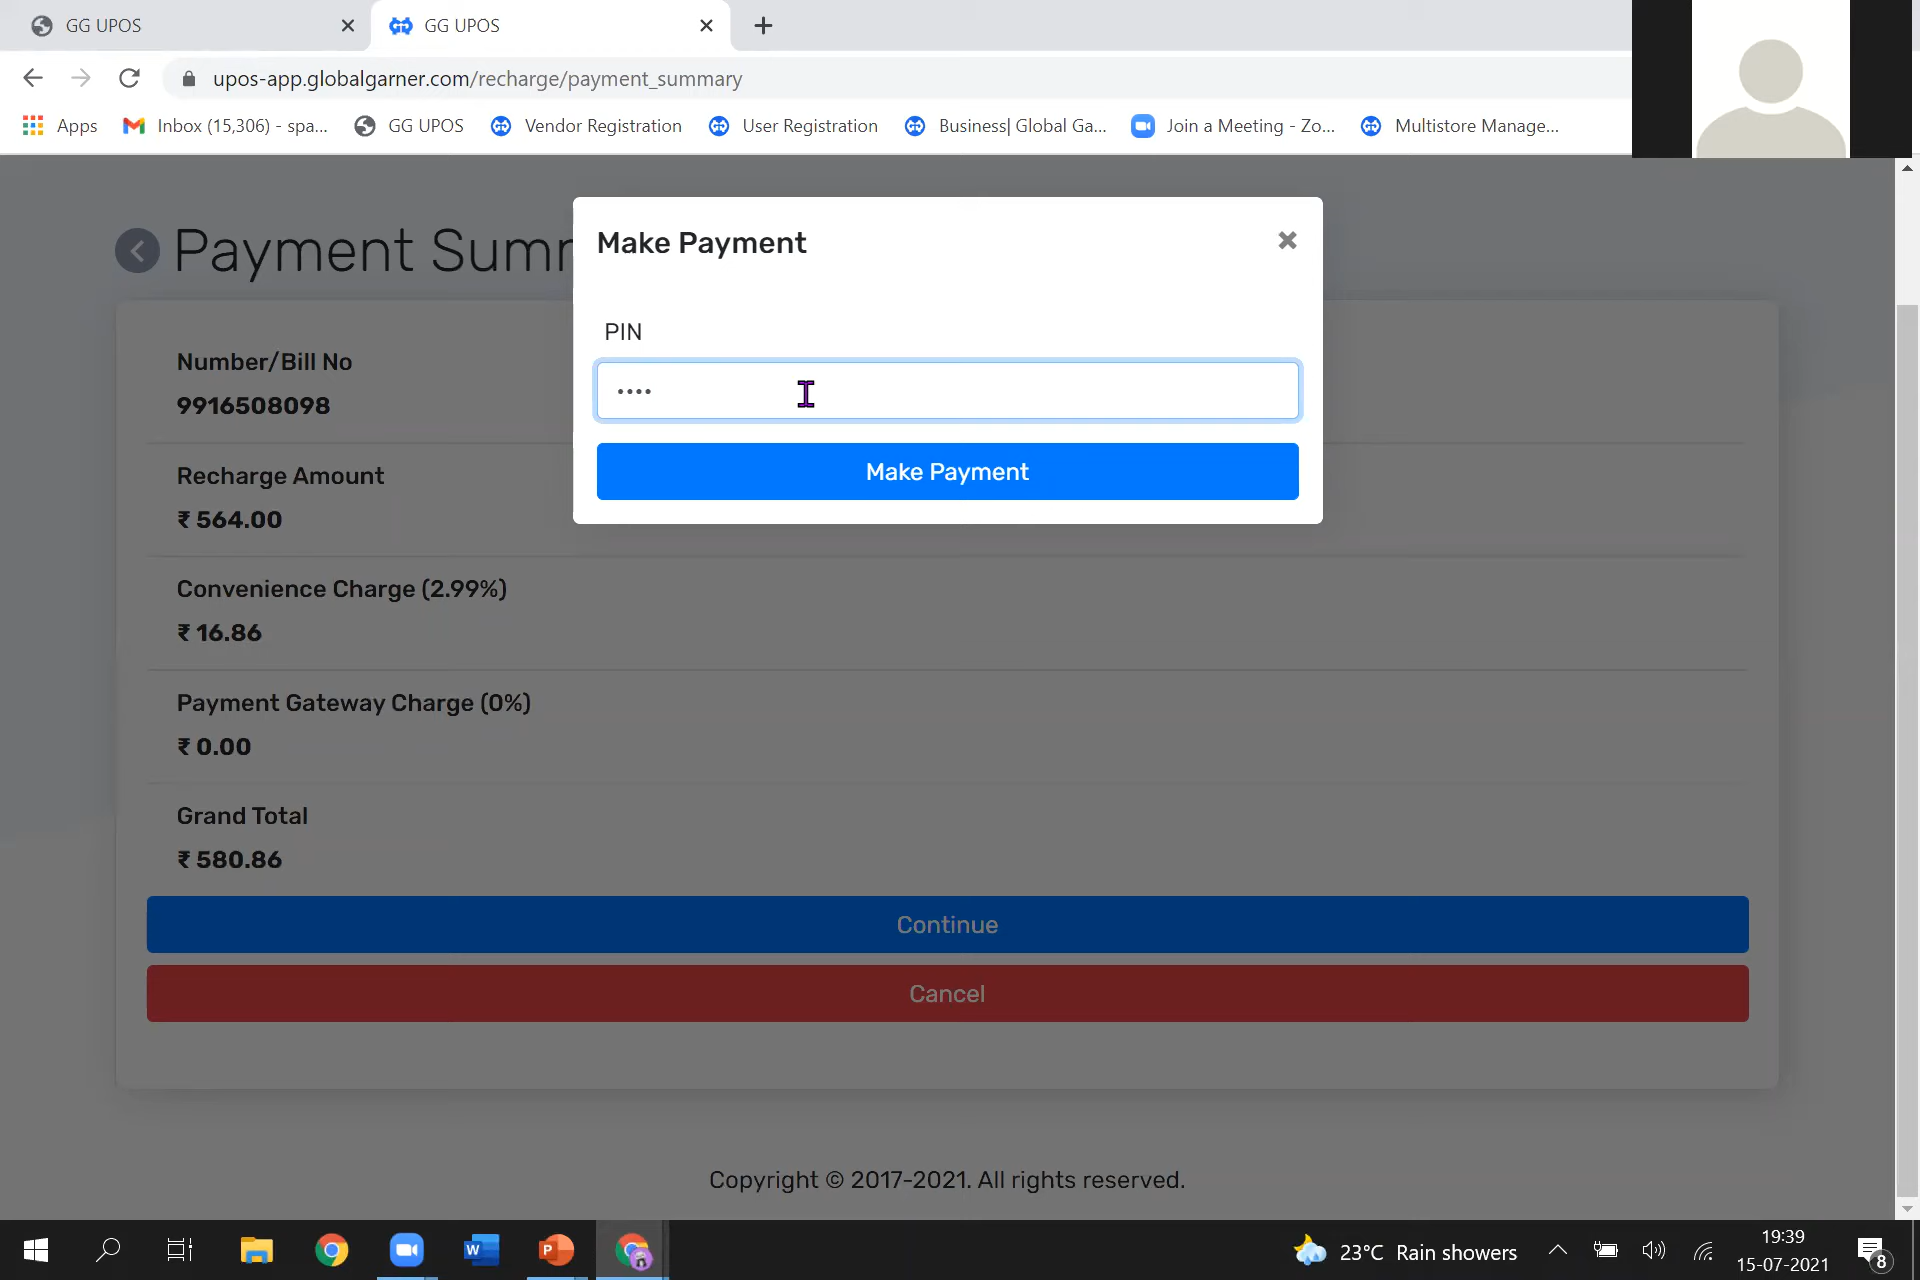 GG UPOS
GG UPOS
upos-app.globalgarner.com/recharge/payment_summary
Apps
Inbox (15,306) - spa...
GG UPOS
Vendor Registration
User Registration
Business| Global Ga...
Join a Meeting - Zo...
Multistore Manage...
Payment Summ
Make Payment
PIN
••••
Make Payment
Number/Bill No
9916508098
Recharge Amount
₹ 564.00
Convenience Charge (2.99%)
₹ 16.86
Payment Gateway Charge (0%)
₹ 0.00
Grand Total
₹ 580.86
Continue
Cancel
Copyright © 2017-2021. All rights reserved.
23°C Rain showers
19:39
15-07-2021
8